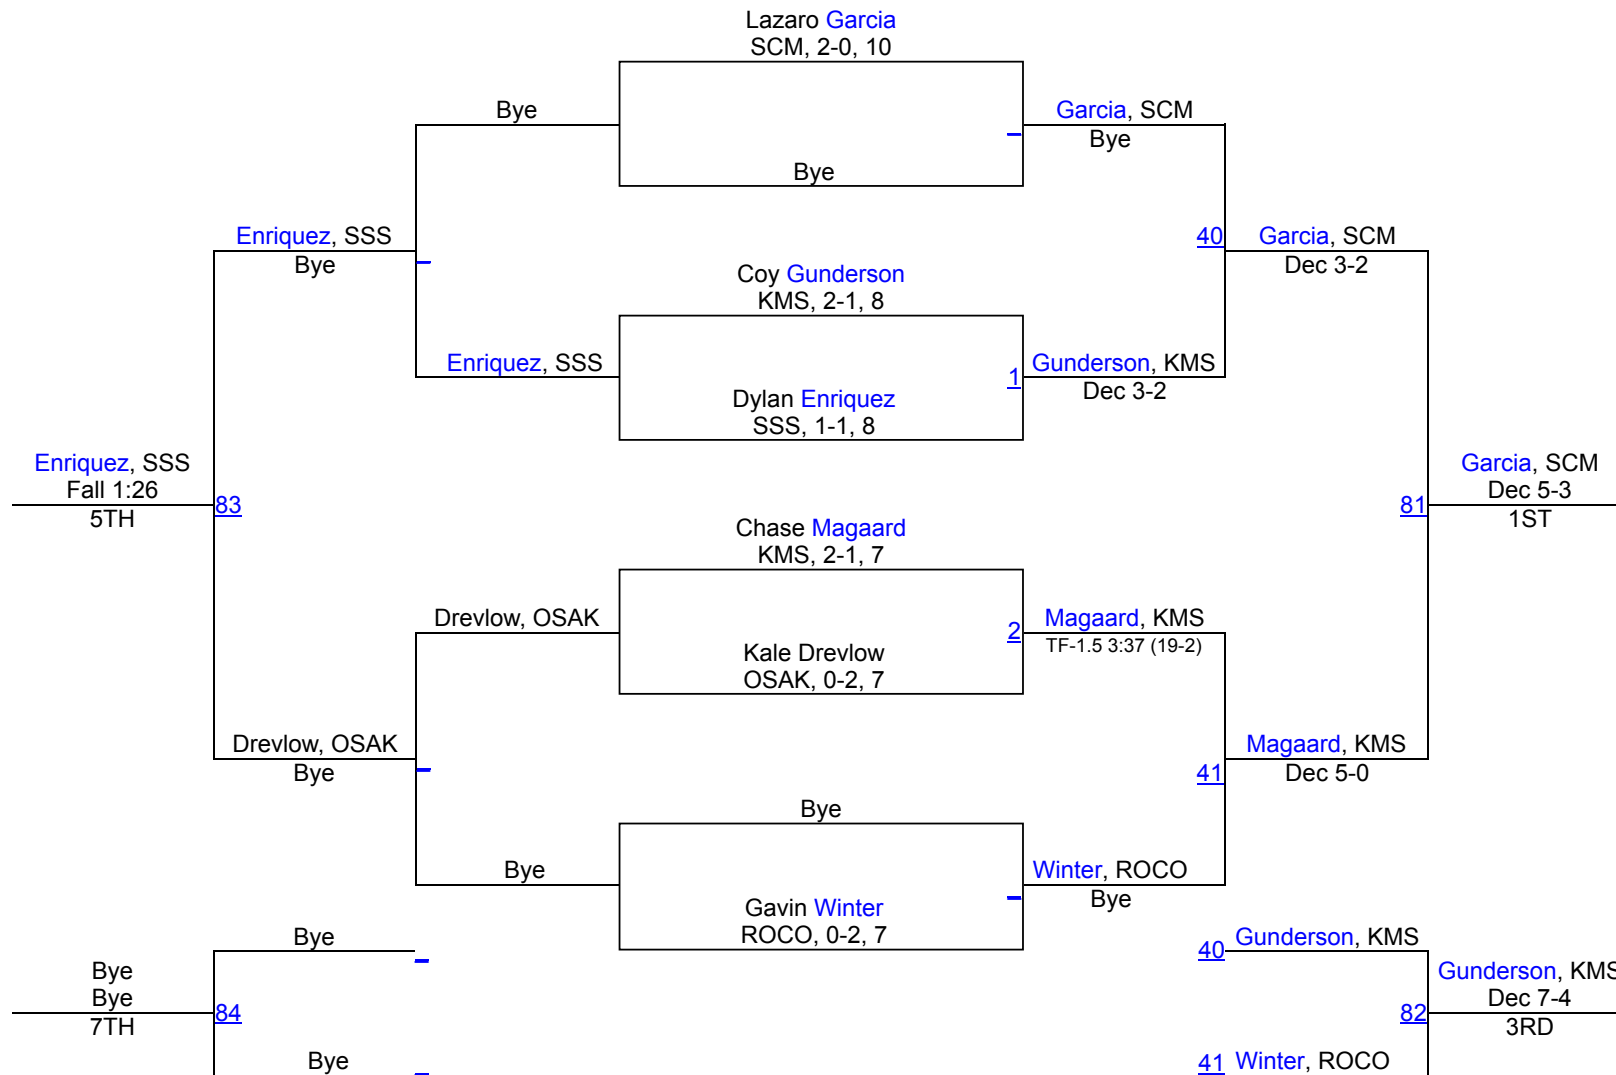 Lazaro Garcia
SCM, 2-0, 10
Bye
Garcia, SCM
Bye
Bye
Enriquez, SSS
Bye
40
Garcia, SCM
Dec 3-2
Coy Gunderson
KMS, 2-1, 8
Enriquez, SSS
1
Gunderson, KMS
Dec 3-2
Dylan Enriquez
SSS, 1-1, 8
Enriquez, SSS
Fall 1:26
5TH
83
Garcia, SCM
Dec 5-3
1ST
81
Chase Magaard
KMS, 2-1, 7
Drevlow, OSAK
2
Magaard, KMS
TF-1.5 3:37 (19-2)
Kale Drevlow
OSAK, 0-2, 7
Drevlow, OSAK
Bye
41
Magaard, KMS
Dec 5-0
Bye
Bye
Winter, ROCO
Bye
Gavin Winter
ROCO, 0-2, 7
Bye
Bye
Bye
7TH
84
Bye
40
Gunderson, KMS
Gunderson, KMS
Dec 7-4
3RD
82
41
Winter, ROCO